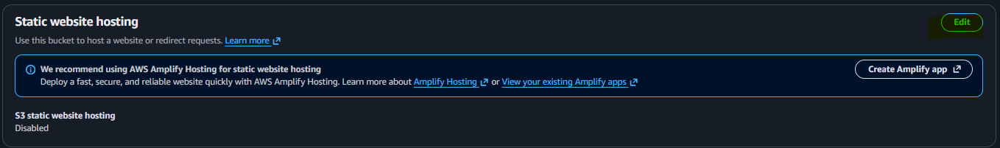 Static website hosting
Edit
Use this bucket to host a website or redirect requests. Learn more
We recommend using AWS Amplify Hosting for static website hosting
Create Amplify app
Deploy a fast, secure, and reliable website quickly with AWS Amplify Hosting. Learn more about Amplify Hosting or View your existing Amplify apps
S3 static website hosting
Disabled